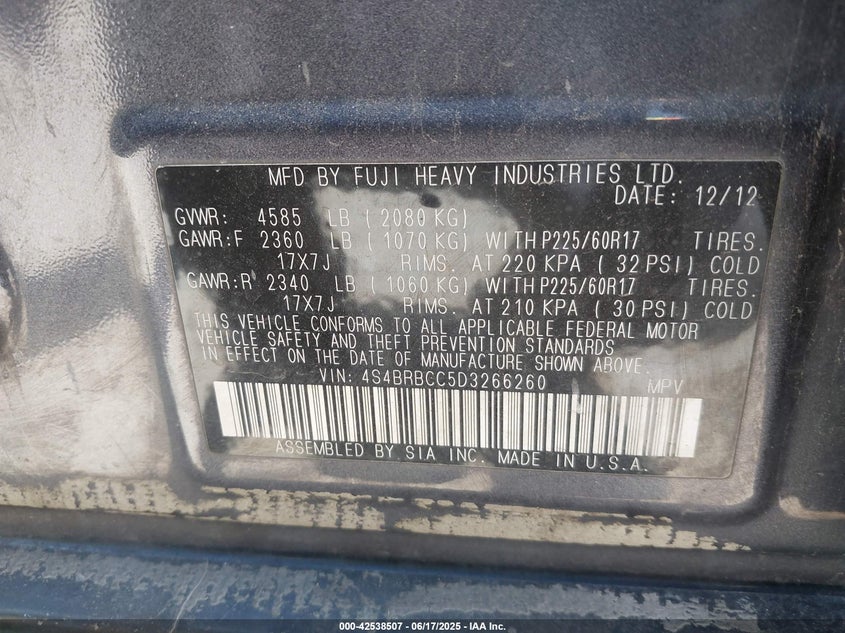 MFD BY FUJI HEAVY INDUSTRIES LTD.
DATE: 12/12
GVWR: 4585 LB ( 2080 KG)
GAWR:F 2360 LB ( 1070 KG) WITH P225/60R17 TIRES.
17X7J RIMS. AT 220 KPA ( 32 PSI) COLD
GAWR:R 2340 LB ( 1060 KG) WITH P225/60R17 TIRES.
17X7J RIMS. AT 210 KPA ( 30 PSI) COLD
THIS VEHICLE CONFORMS TO ALL APPLICABLE FEDERAL MOTOR
VEHICLE SAFETY AND THEFT PREVENTION STANDARDS
IN EFFECT ON THE DATE OF MANUFACTURE SHOWN ABOVE.
VIN: 4S4BRBCC5D3266260 MPV
ASSEMBLED BY SIA INC. MADE IN U.S.A.
000-42538507 - 06/17/2025 - IAA Inc.